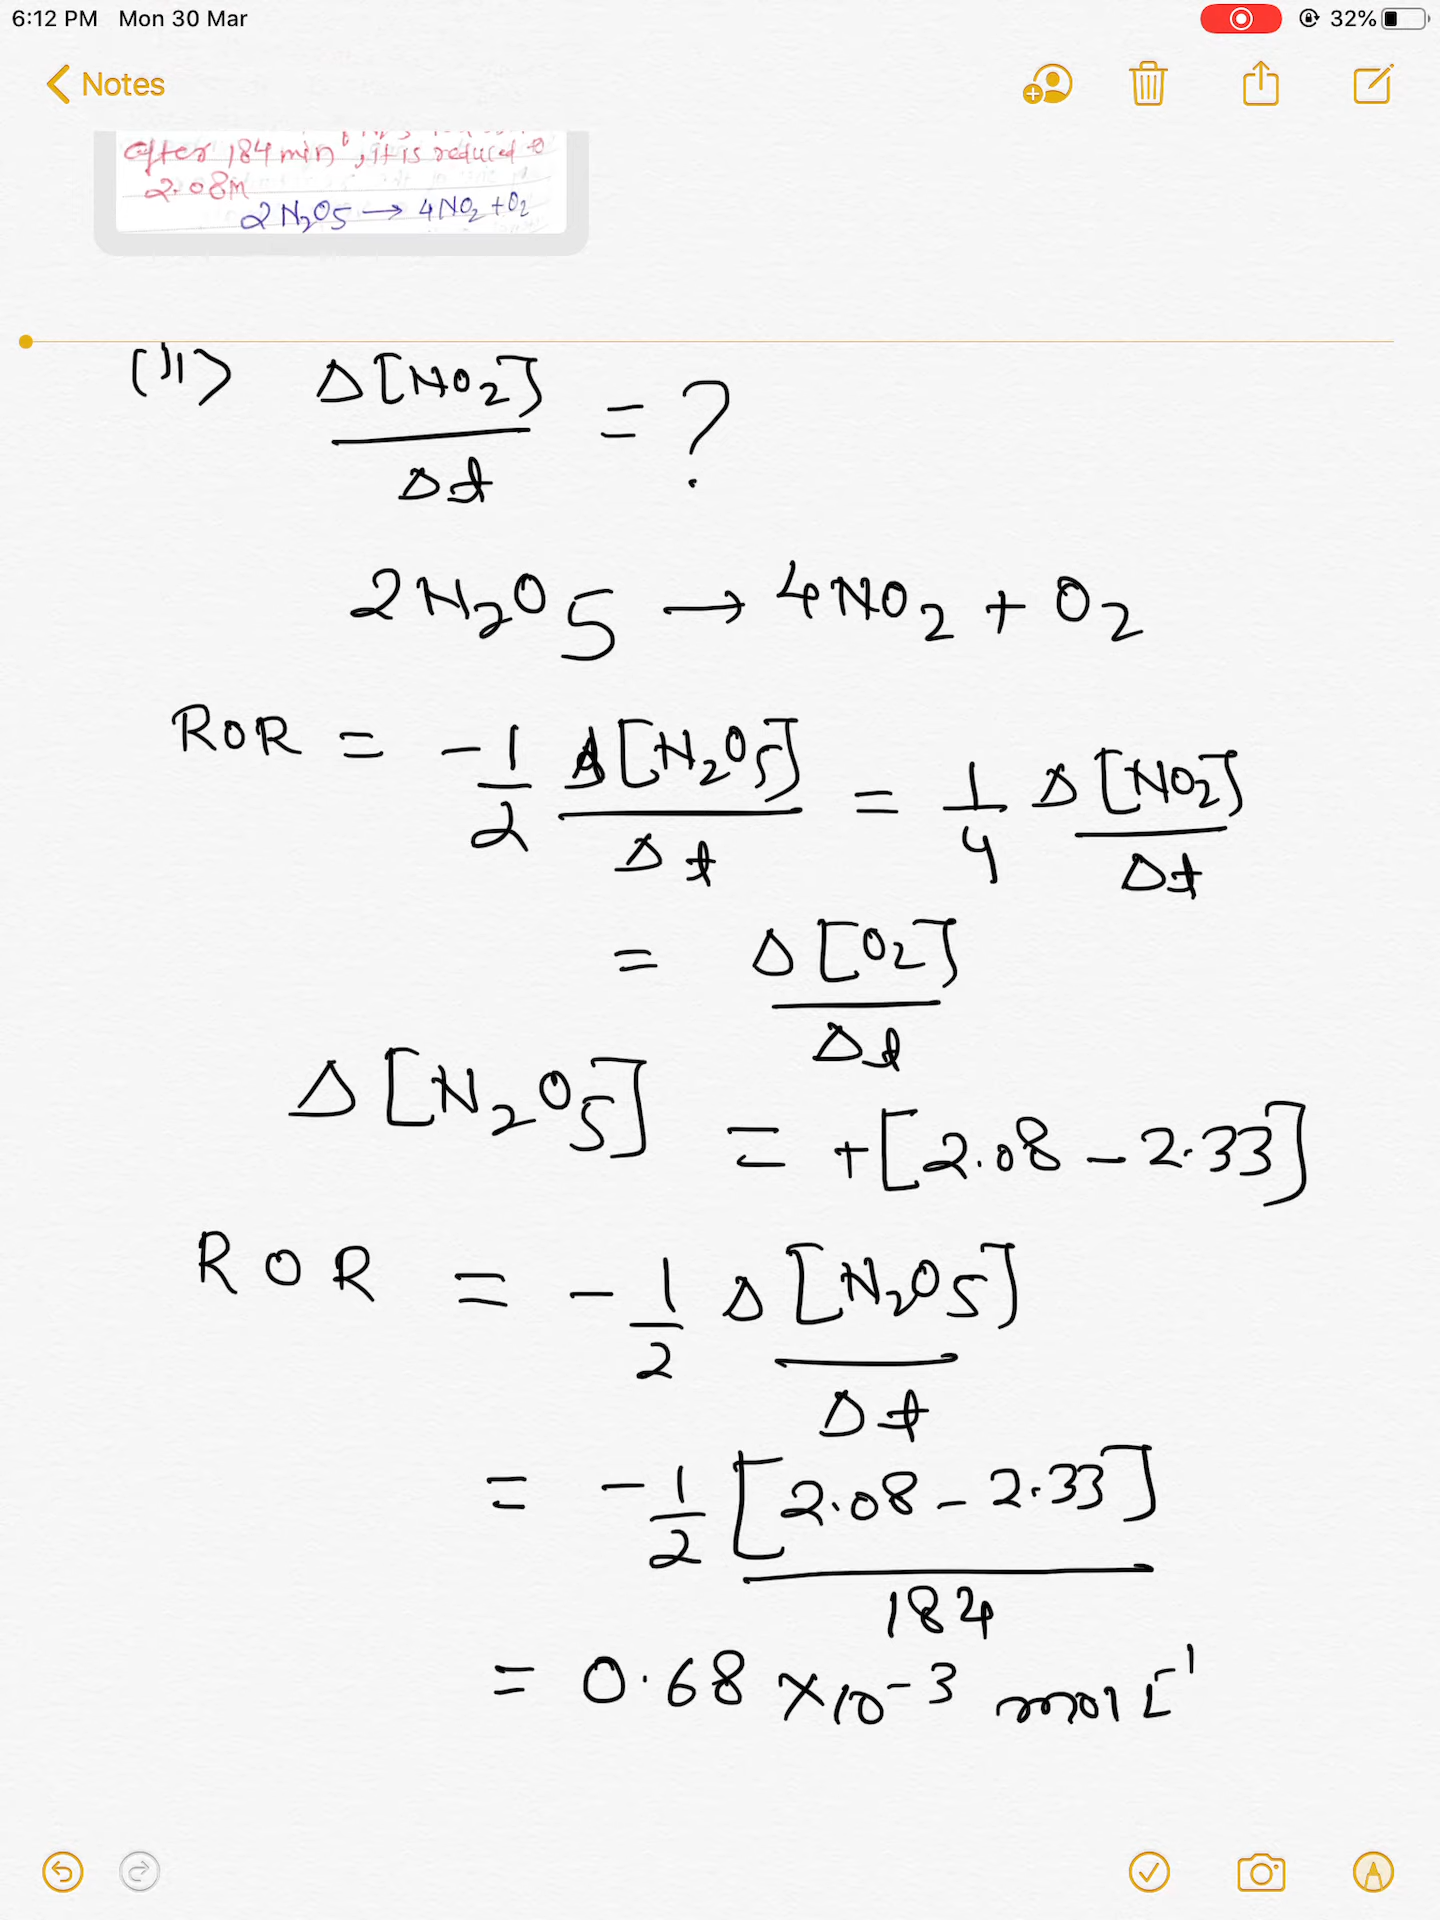 6:12 PM Mon 30 Mar 32%
Notes
after 184 min, it is reduced to
2.08M
2N₂O5 → 4NO₂ + O₂
(ii) Δ[NO₂]
Δt = ?
2N₂O5 → 4NO₂ + O₂
ROR = -1/2 Δ[N₂O5]/Δt = 1/4 Δ[NO₂]/Δt
= Δ[O₂]/Δt
Δ[N₂O5] = +[2.08 - 2.33]
ROR = -1/2 Δ[N₂O5]/Δt
= -1/2 [2.08 - 2.33]/184
= 0.68 × 10⁻³ mol L⁻¹